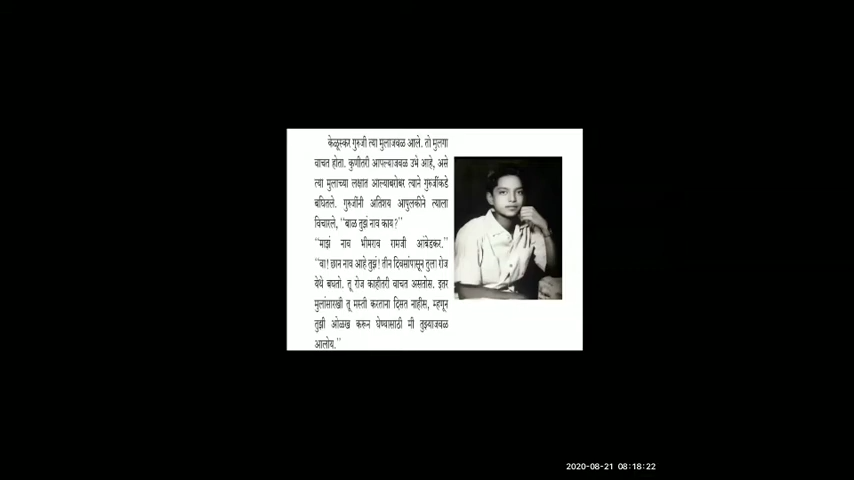 केळूस्कर गुरुजी त्या मुलाजवळ आले. तो मुलगा
वाचत होता. कुणीतरी आपल्याजवळ उभे आहे, असे
त्या मुलाच्या लक्षात आल्याबरोबर त्याने गुरुजींकडे
बघितले. गुरुजींनी अतिशय आपुलकीने त्याला
विचारले, ‘‘बाळ तुझं नाव काय?’’
‘‘माझं नाव भीमराव रामजी आंबेडकर.’’
‘‘वा! छान नाव आहे तुझं! तीन दिवसांपासून तुला रोज
येथे बघतो. तू रोज काहीतरी वाचत असतोस. इतर
मुलांसारखी तू मस्ती करताना दिसत नाहीस, म्हणून
तुझी ओळख करून घेण्यासाठी मी तुझ्याजवळ
आलोय.’’
2020-08-21 08:18:22